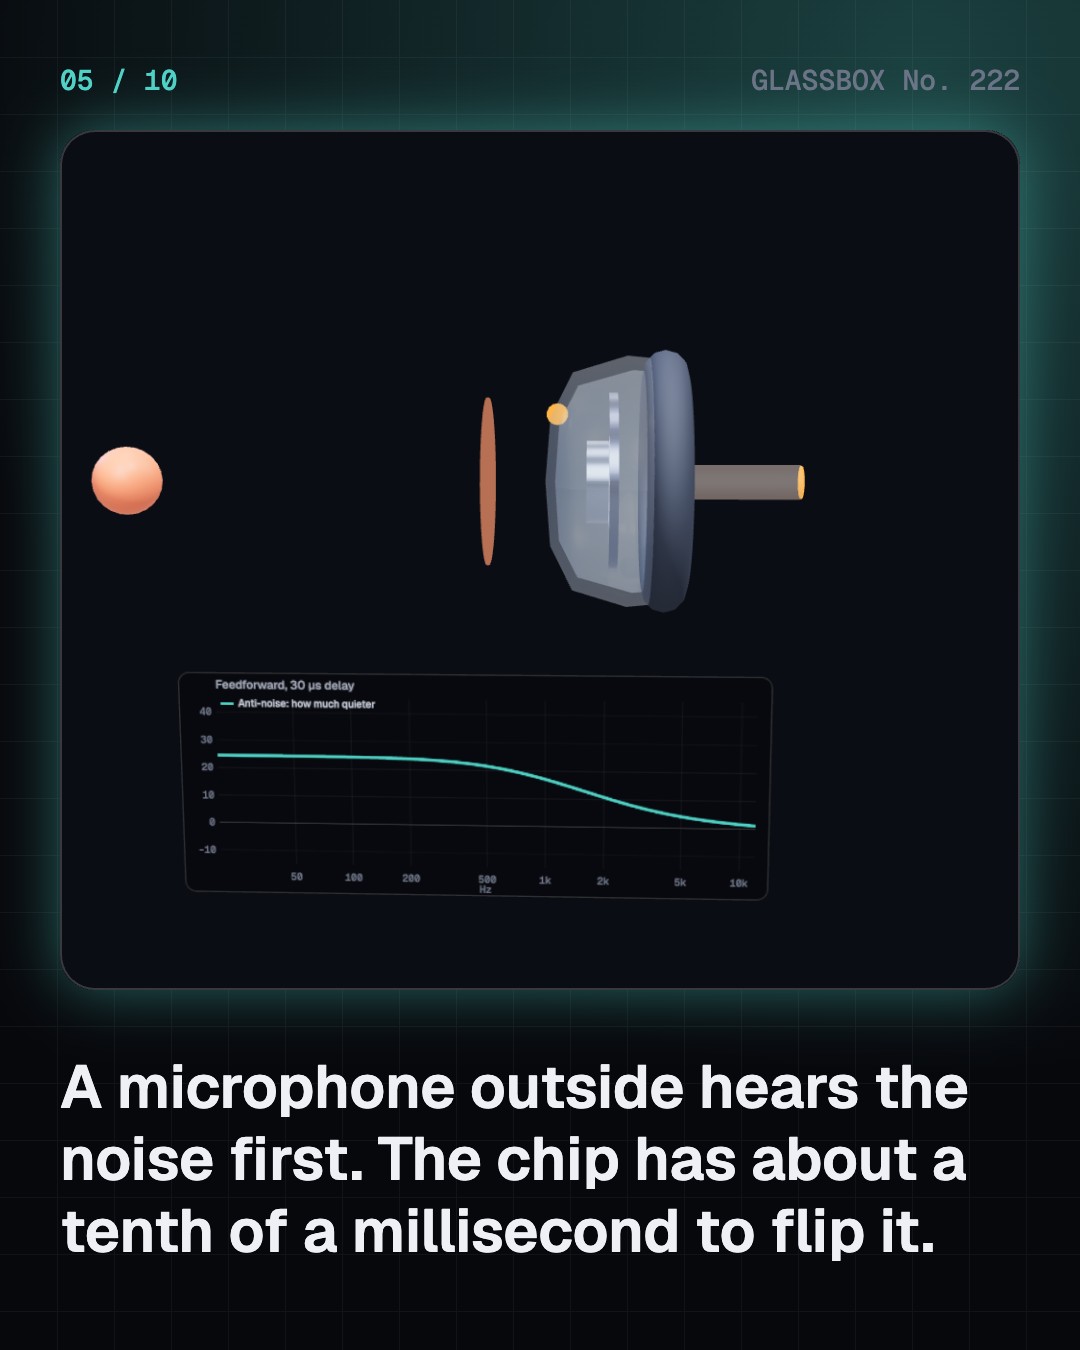 05 / 10
GLASSBOX No. 222
Feedforward, 30 µs delay
Anti-noise: how much quieter
40
30
20
10
0
-10
50 100 200 500 1k 2k 5k 10k
Hz
A microphone outside hears the
noise first. The chip has about a
tenth of a millisecond to flip it.